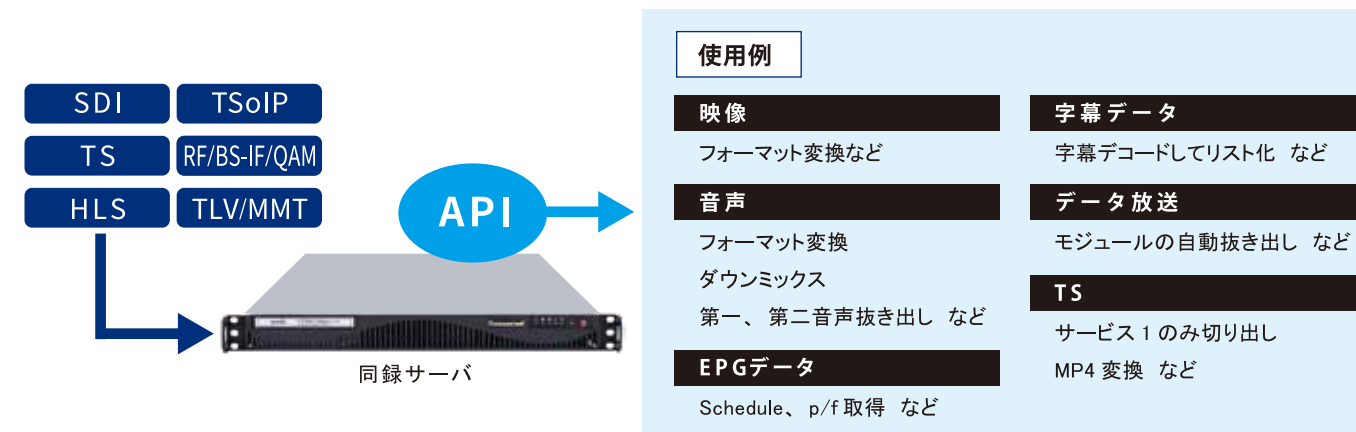 SDI
TSoIP
TS
RF/BS-IF/QAM
HLS
TLV/MMT
API
同録サーバ
使用例
映像
フォーマット変換など
音声
フォーマット変換
ダウンミックス
第一、第二音声抜き出し など
EPGデータ
Schedule、p/f取得 など
字幕データ
字幕デコードしてリスト化 など
データ放送
モジュールの自動抜き出し など
TS
サービス1のみ切り出し
MP4変換 など